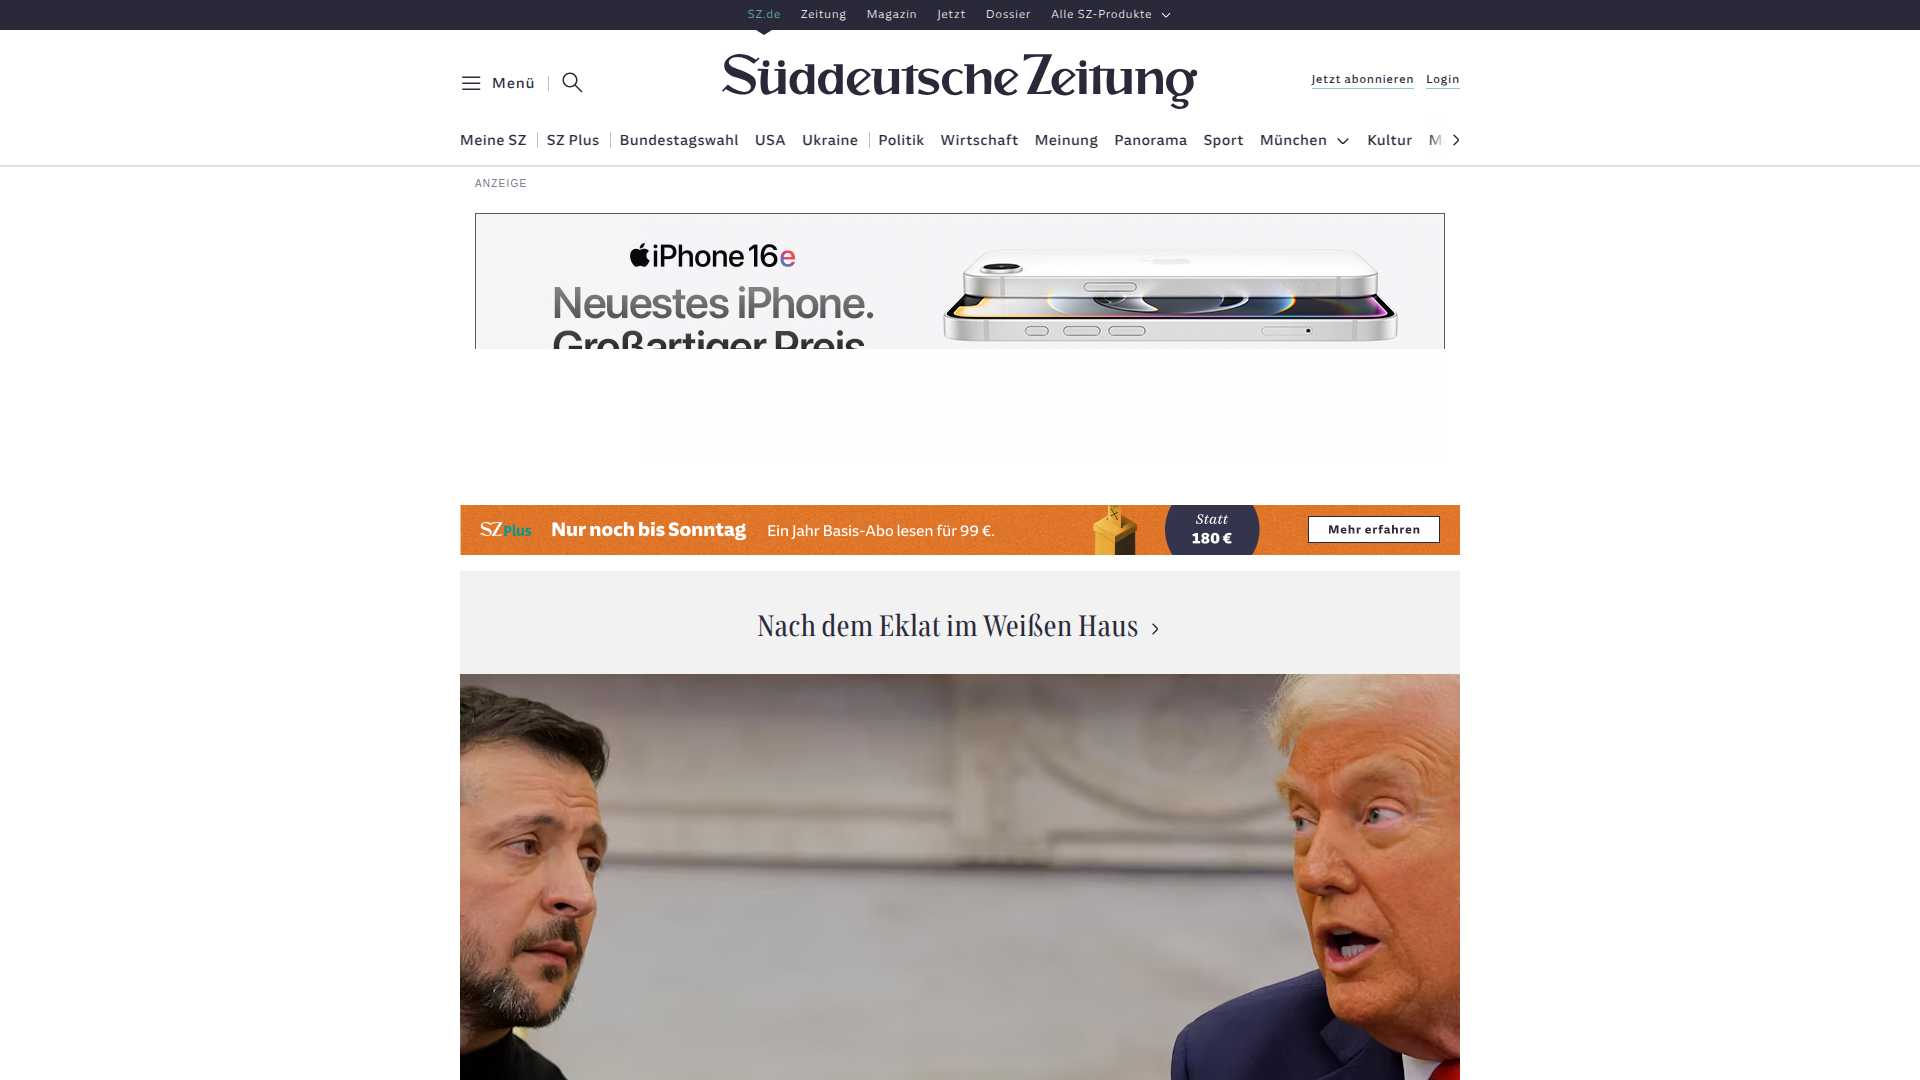 SZ.de Zeitung Magazin Jetzt Dossier Alle SZ-Produkte
Menü
Süddeutsche Zeitung
Jetzt abonnieren Login
Meine SZ SZ Plus Bundestagswahl USA Ukraine Politik Wirtschaft Meinung Panorama Sport München Kultur M
ANZEIGE
iPhone 16e
Neuestes iPhone.
Großartiger Preis
SZ Plus Nur noch bis Sonntag Ein Jahr Basis-Abo lesen für 99 €.
Statt
180 €
Mehr erfahren
Nach dem Eklat im Weißen Haus